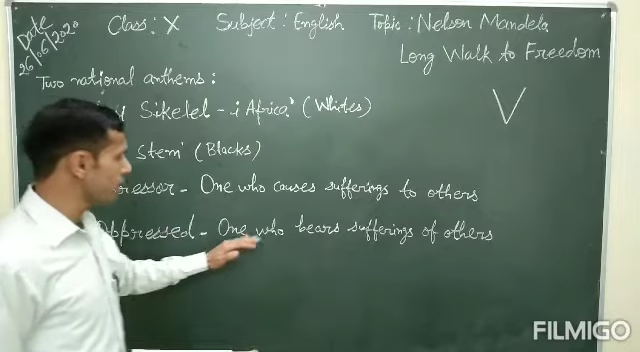 Date
26/06/2020
Class: X Subject: English Topic: Nelson Mandela
Long Walk to Freedom
Two national anthems:
Sikelel - i Africa' (Whites)
V
Stem' (Blacks)
One who causes sufferings to others
Oppressed - One who bears sufferings of others
FILMIGO